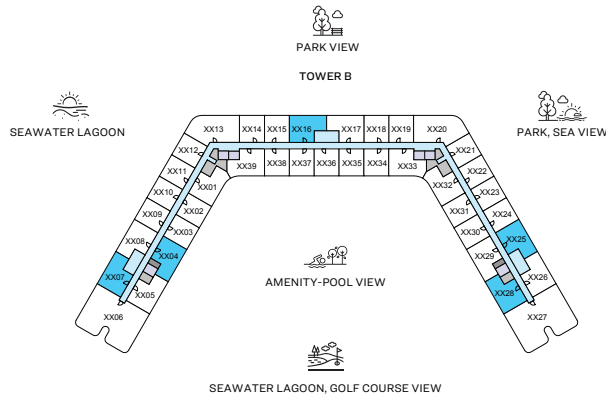 PARK VIEW
TOWER B
SEAWATER LAGOON
PARK, SEA VIEW
XX13
XX14
XX15
XX16
XX17
XX18
XX19
XX20
XX12
XX39
XX38
XX37
XX36
XX35
XX34
XX33
XX21
XX11
XX01
XX32
XX22
XX10
XX02
XX31
XX23
XX09
XX03
XX30
XX24
XX08
XX04
XX29
XX25
XX07
XX05
XX28
XX26
XX06
XX27
AMENITY-POOL VIEW
SEAWATER LAGOON, GOLF COURSE VIEW